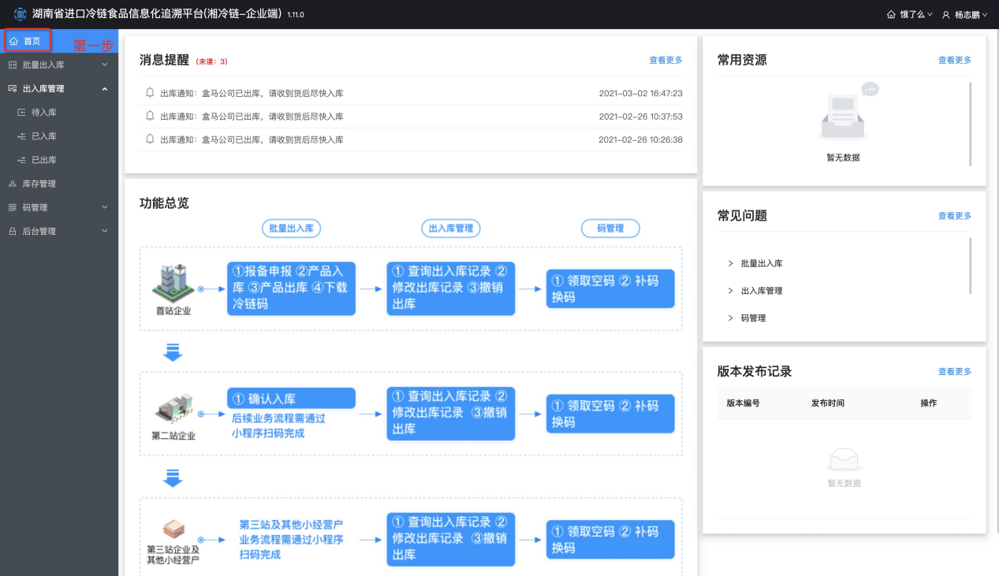 湖南省进口冷链食品信息化追溯平台(湘冷链-企业端) 1.11.0
饿了么
杨志鹏
首页
第一步
批量出入库
出入库管理
待入库
已入库
已出库
库存管理
码管理
后台管理
消息提醒 (未读: 3)
查看更多
出库通知: 盒马公司已出库, 请收到货后尽快入库 2021-03-02 16:47:23
出库通知: 盒马公司已出库, 请收到货后尽快入库 2021-02-26 10:37:53
出库通知: 盒马公司已出库, 请收到货后尽快入库 2021-02-26 10:26:38
功能总览
批量出入库
出入库管理
码管理
首站企业
①报备申报 ②产品入
库 ③产品出库 ④下载
冷链码
① 查询出入库记录 ②
修改出库记录 ③撤销
出库
① 领取空码 ② 补码
换码
第二站企业
① 确认入库
后续业务流程需通过
小程序扫码完成
① 查询出入库记录 ②
修改出库记录 ③撤销
出库
① 领取空码 ② 补码
换码
第三站企业及
其他小经营户
第三站及其他小经营户
业务流程需通过小程序
扫码完成
① 查询出入库记录 ②
修改出库记录 ③撤销
出库
① 领取空码 ② 补码
换码
常用资源
查看更多
暂无数据
常见问题
查看更多
批量出入库
出入库管理
码管理
版本发布记录
查看更多
版本编号 发布时间 操作
暂无数据